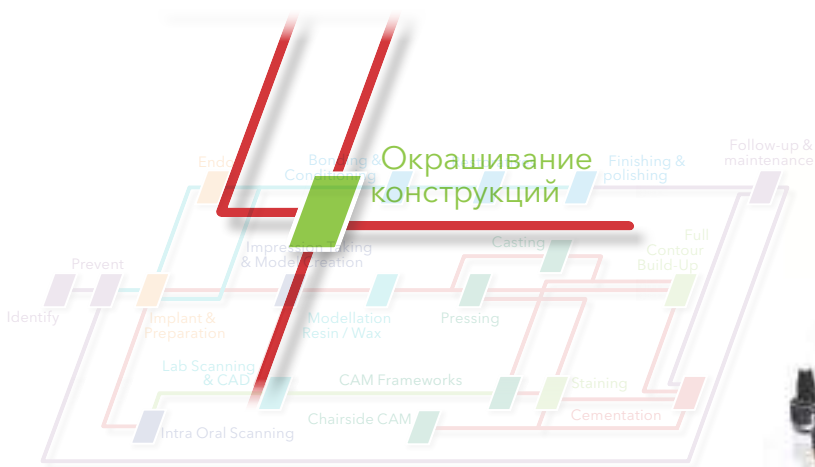 Окрашивание
конструкций
Endo
Bonding &
Conditioning
Finishing &
polishing
Follow-up &
maintenance
Prevent
Impression Taking
& Model Creation
Casting
Full
Contour
Build-Up
Identify
Implant &
Preparation
Modellation
Resin / Wax
Pressing
Lab Scanning
& CAD
CAM Frameworks
Staining
Chairside CAM
Cementation
Intra Oral Scanning